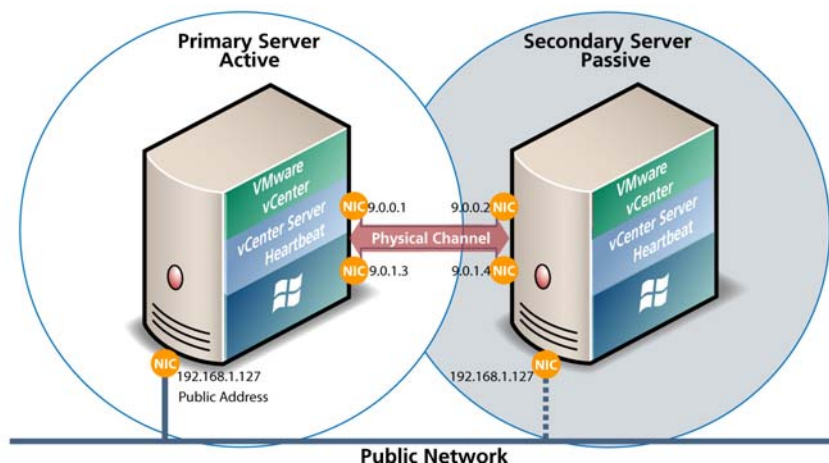 Primary Server
Active
Secondary Server
Passive
VMware
vCenter
vCenter Server
Heartbeat
VMware
vCenter
vCenter Server
Heartbeat
NIC
9.0.0.1
9.0.0.2
NIC
Physical Channel
NIC
9.0.1.3
9.0.1.4
NIC
NIC
192.168.1.127
Public Address
NIC
192.168.1.127
Public Network